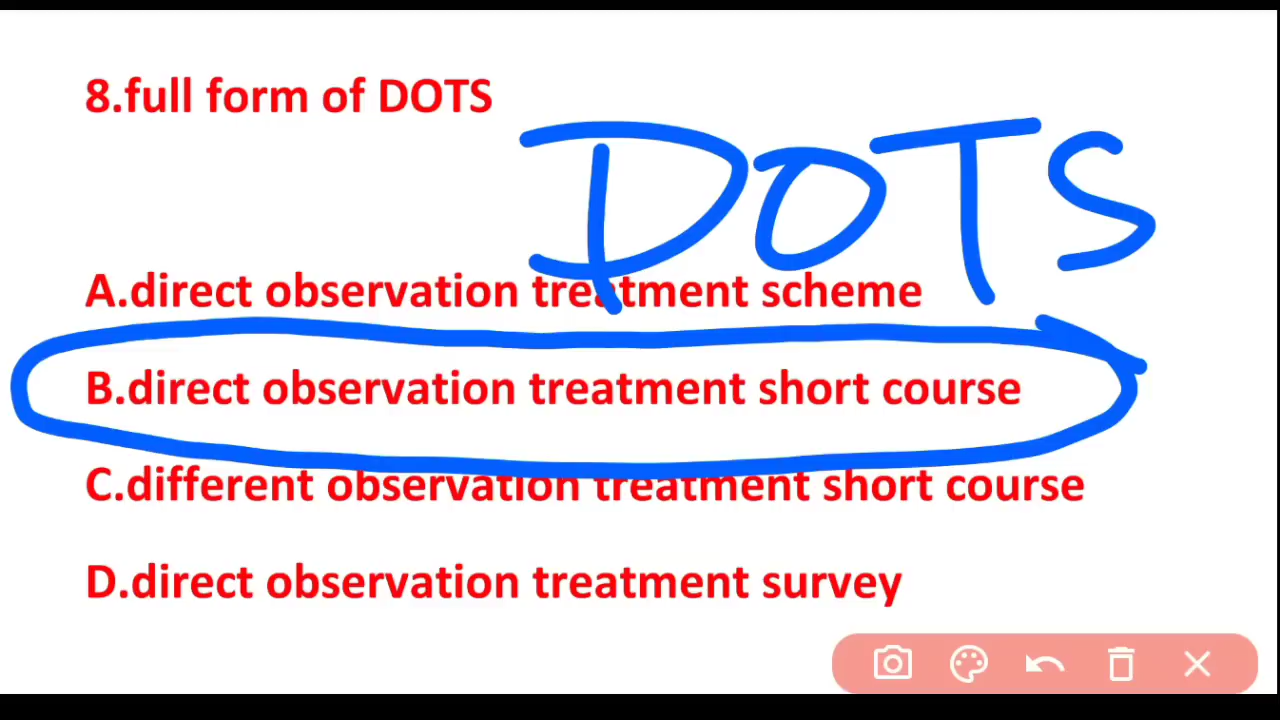 8.full form of DOTS
DOTS
A.direct observation treatment scheme
B.direct observation treatment short course
C.different observation treatment short course
D.direct observation treatment survey